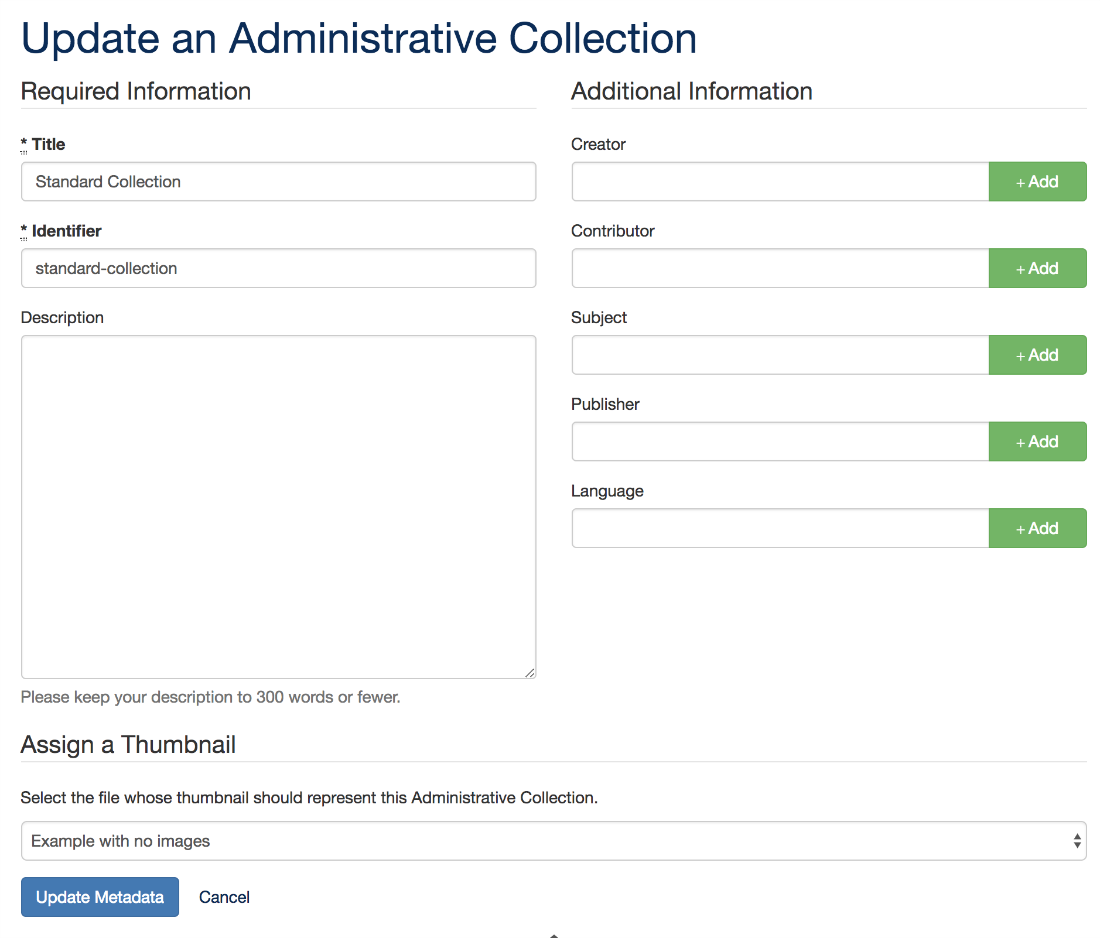 Update an Administrative Collection
Required Information
* Title
Standard Collection
* Identifier
standard-collection
Description
Please keep your description to 300 words or fewer.
Additional Information
Creator
+ Add
Contributor
+ Add
Subject
+ Add
Publisher
+ Add
Language
+ Add
Assign a Thumbnail
Select the file whose thumbnail should represent this Administrative Collection.
Example with no images
Update Metadata
Cancel